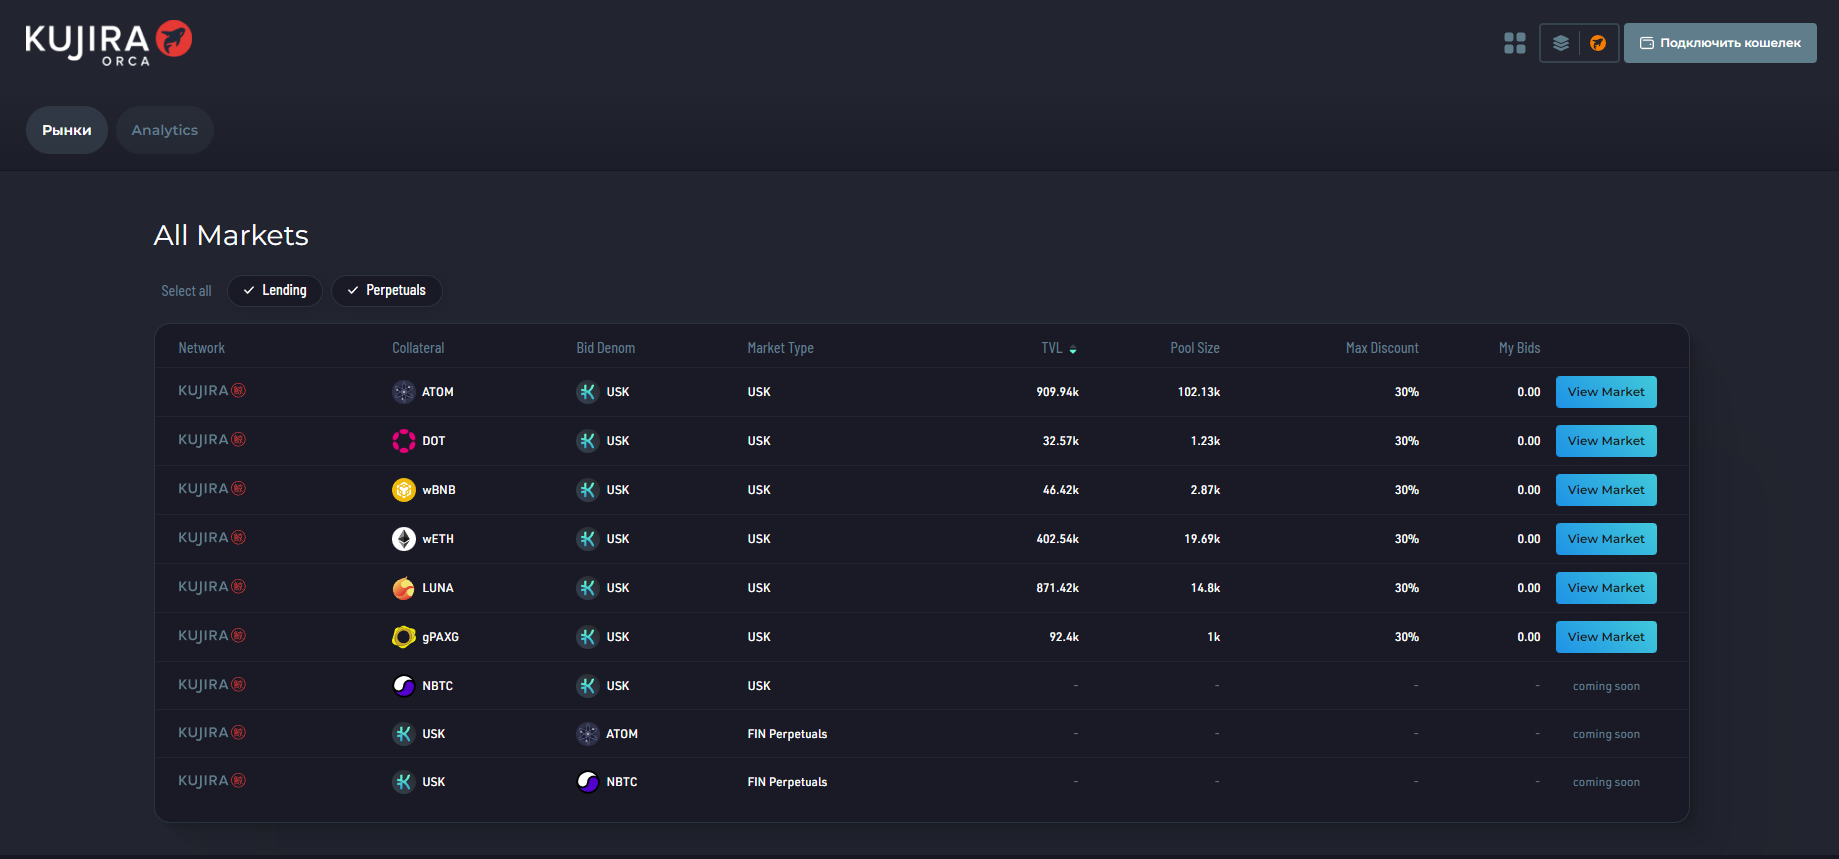 KUJIRA
ORCA
Подключить кошелек
Рынки Analytics
All Markets
Select all Lending Perpetuals
Network Collateral Bid Denom Market Type TVL Pool Size Max Discount My Bids
KUJIRA ATOM USK USK 909.94k 102.13k 30% 0.00 View Market
KUJIRA DOT USK USK 32.57k 1.23k 30% 0.00 View Market
KUJIRA wBNB USK USK 46.42k 2.87k 30% 0.00 View Market
KUJIRA wETH USK USK 402.54k 19.69k 30% 0.00 View Market
KUJIRA LUNA USK USK 871.42k 14.8k 30% 0.00 View Market
KUJIRA gPAXG USK USK 92.4k 1k 30% 0.00 View Market
KUJIRA NBTC USK USK - - - - coming soon
KUJIRA USK ATOM FIN Perpetuals - - - - coming soon
KUJIRA USK NBTC FIN Perpetuals - - - - coming soon